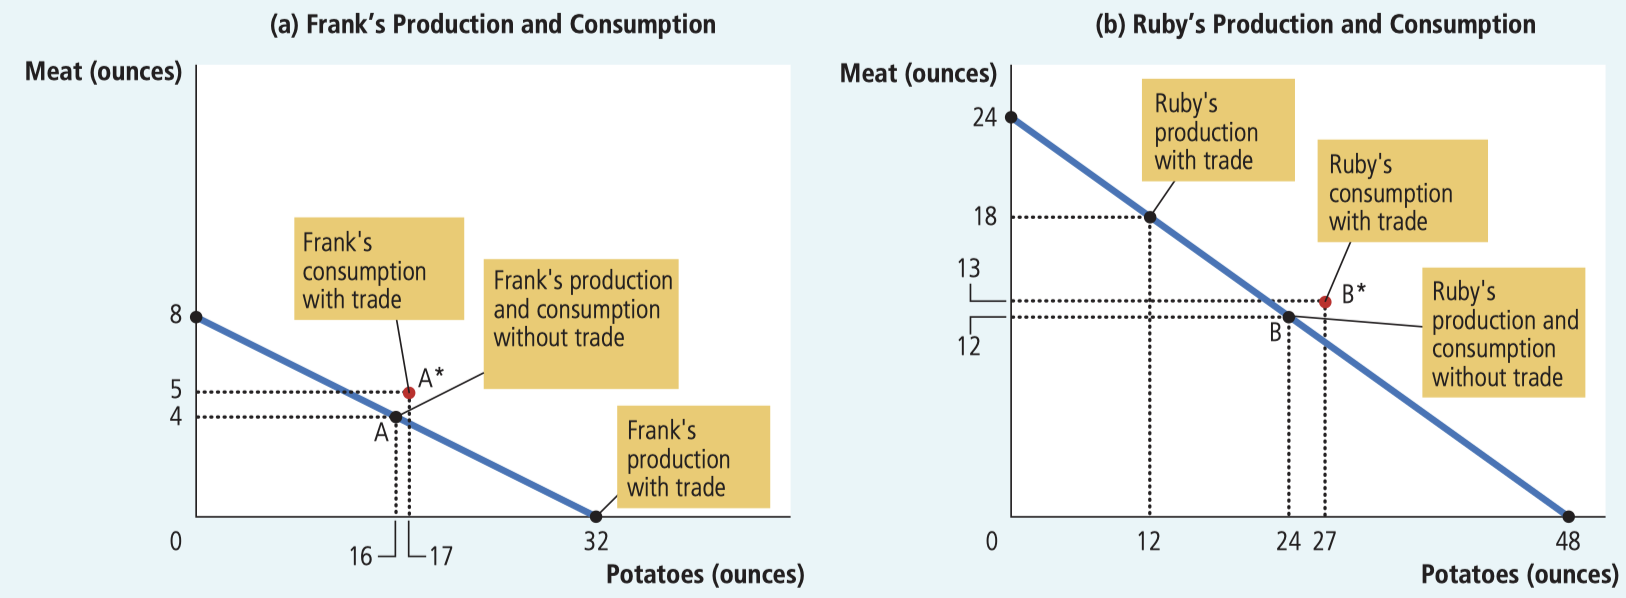 (a) Frank's Production and Consumption
Meat (ounces)
8
5
4
0
16
17
32
Potatoes (ounces)
Frank's
consumption
with trade
Frank's production
and consumption
without trade
A*
A
Frank's
production
with trade
(b) Ruby's Production and Consumption
Meat (ounces)
24
18
13
12
0
12
24
27
48
Potatoes (ounces)
Ruby's
production
with trade
Ruby's
consumption
with trade
B*
B
Ruby's
production and
consumption
without trade